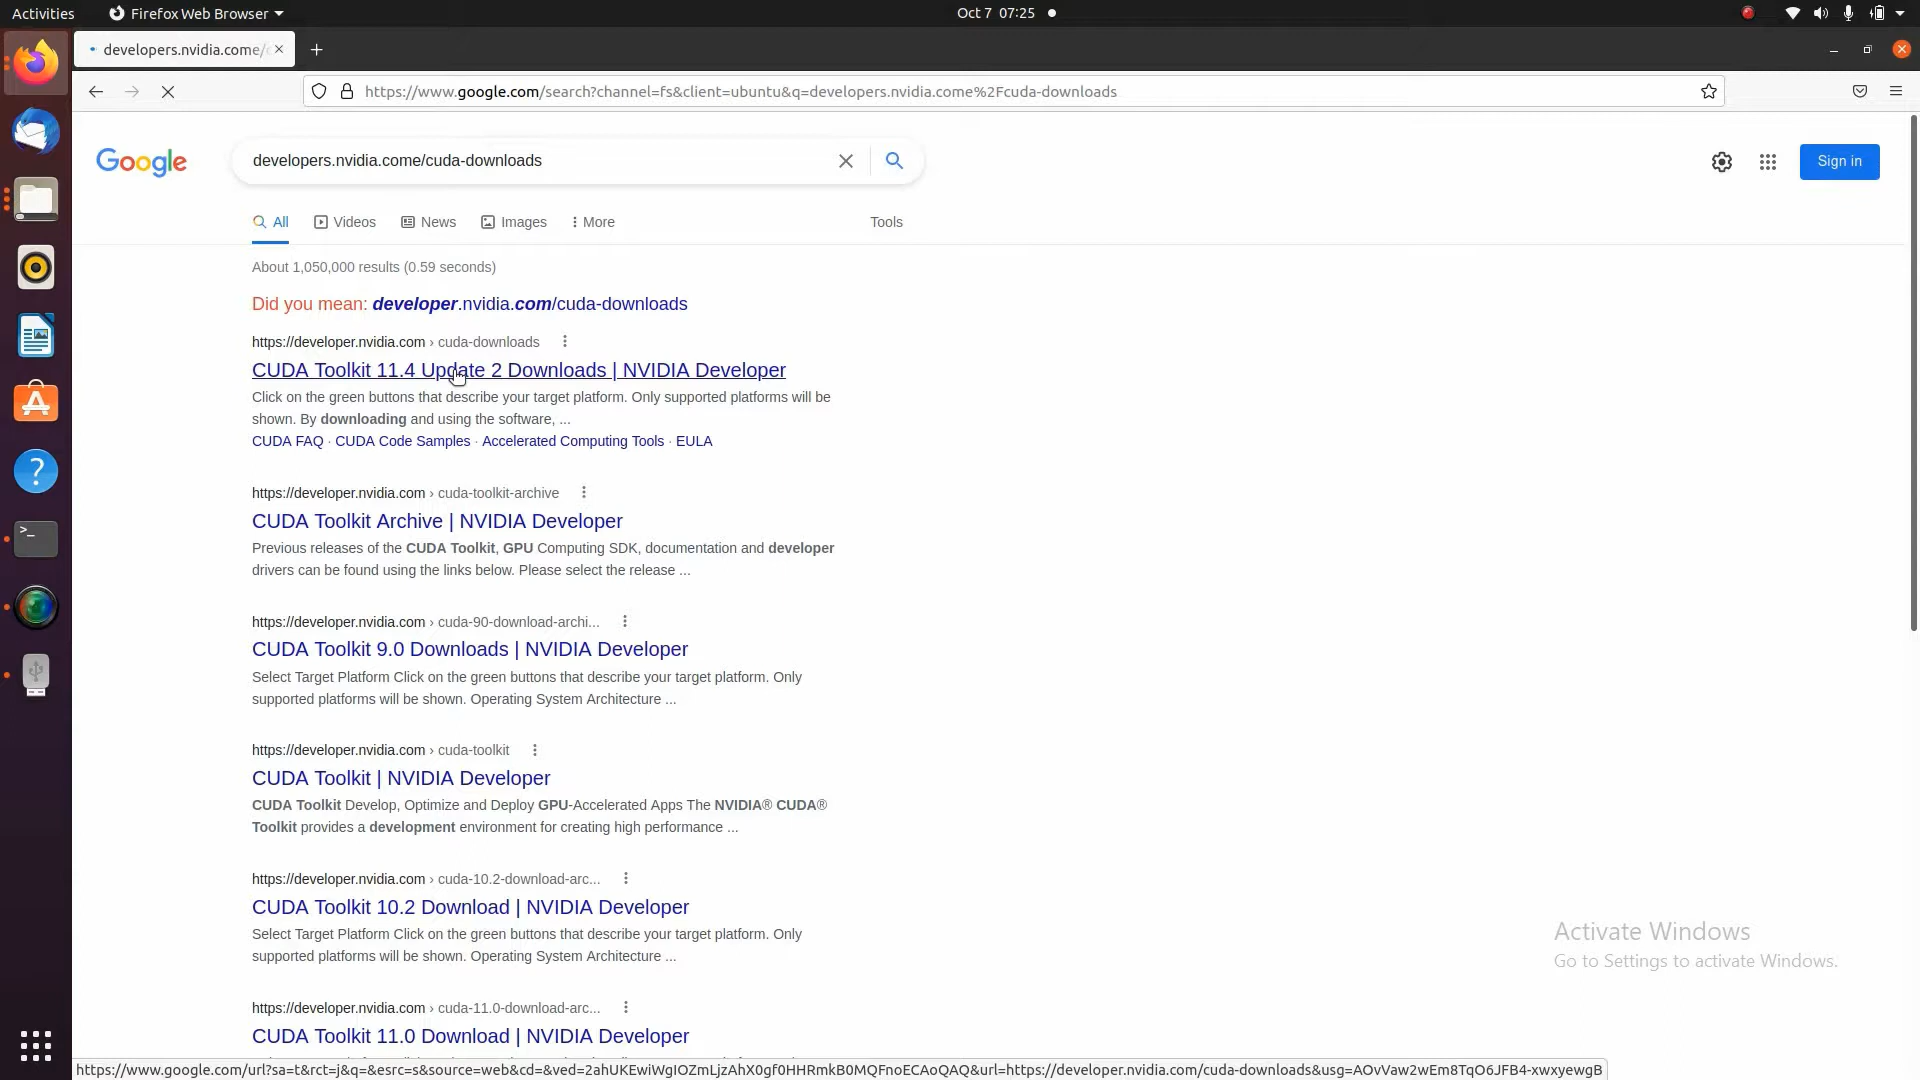 Activities
Firefox Web Browser
Oct 7 07:25
developers.nvidia.come/
https://www.google.com/search?channel=fs&client=ubuntu&q=developers.nvidia.come%2Fcuda-downloads
Google
developers.nvidia.come/cuda-downloads
Sign in
All
Videos
News
Images
More
Tools
About 1,050,000 results (0.59 seconds)
Did you mean: developer.nvidia.com/cuda-downloads
https://developer.nvidia.com › cuda-downloads
CUDA Toolkit 11.4 Update 2 Downloads | NVIDIA Developer
Click on the green buttons that describe your target platform. Only supported platforms will be
shown. By downloading and using the software, ...
CUDA FAQ · CUDA Code Samples · Accelerated Computing Tools · EULA
https://developer.nvidia.com › cuda-toolkit-archive
CUDA Toolkit Archive | NVIDIA Developer
Previous releases of the CUDA Toolkit, GPU Computing SDK, documentation and developer
drivers can be found using the links below. Please select the release ...
https://developer.nvidia.com › cuda-90-download-archi...
CUDA Toolkit 9.0 Downloads | NVIDIA Developer
Select Target Platform Click on the green buttons that describe your target platform. Only
supported platforms will be shown. Operating System Architecture ...
https://developer.nvidia.com › cuda-toolkit
CUDA Toolkit | NVIDIA Developer
CUDA Toolkit Develop, Optimize and Deploy GPU-Accelerated Apps The NVIDIA® CUDA®
Toolkit provides a development environment for creating high performance ...
https://developer.nvidia.com › cuda-10.2-download-arc...
CUDA Toolkit 10.2 Download | NVIDIA Developer
Select Target Platform Click on the green buttons that describe your target platform. Only
supported platforms will be shown. Operating System Architecture ...
Activate Windows
Go to Settings to activate Windows.
https://developer.nvidia.com › cuda-11.0-download-arc...
CUDA Toolkit 11.0 Download | NVIDIA Developer
https://www.google.com/url?sa=t&rct=j&q=&esrc=s&source=web&cd=&ved=2ahUKEwiWgIOZmLjzAhX0gf0HHRmkB0MQFnoECAoQAQ&url=https://developer.nvidia.com/cuda-downloads&usg=AOvVaw2wEm8TqO6JFB4-xwxyewgB